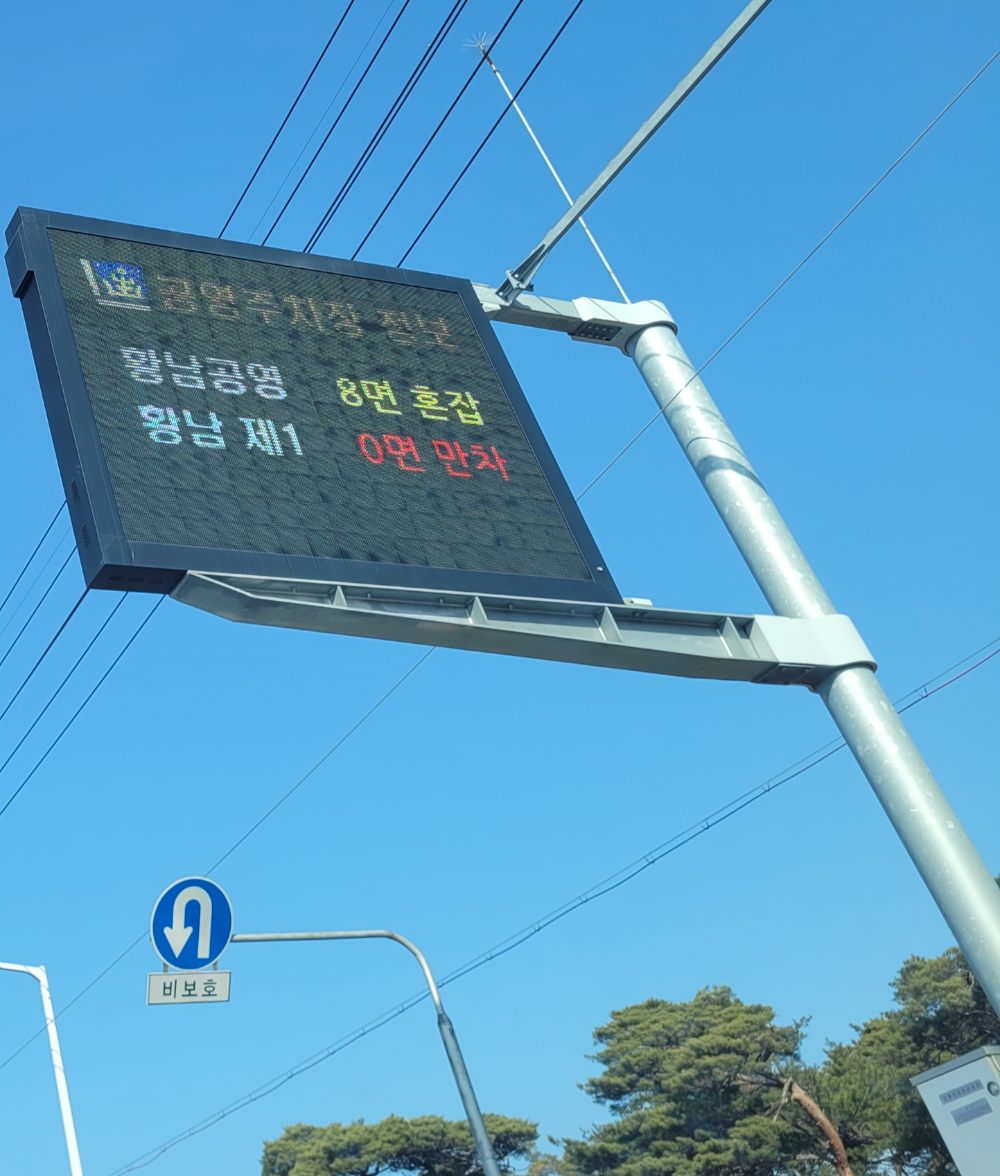 공영주차장 정보
황남공영 8면 혼잡
황남 제1 0면 만차
비보호